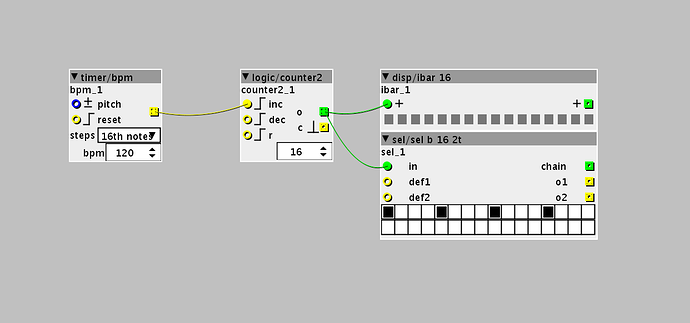 timer/bpm
bpm_1
± pitch
reset
steps 16th notes
bpm 120
logic/counter2
counter2_1
inc
dec o
r c
16
disp/ibar 16
ibar_1
+ +
sel/sel b 16 2t
sel_1
in chain
def1 o1
def2 o2